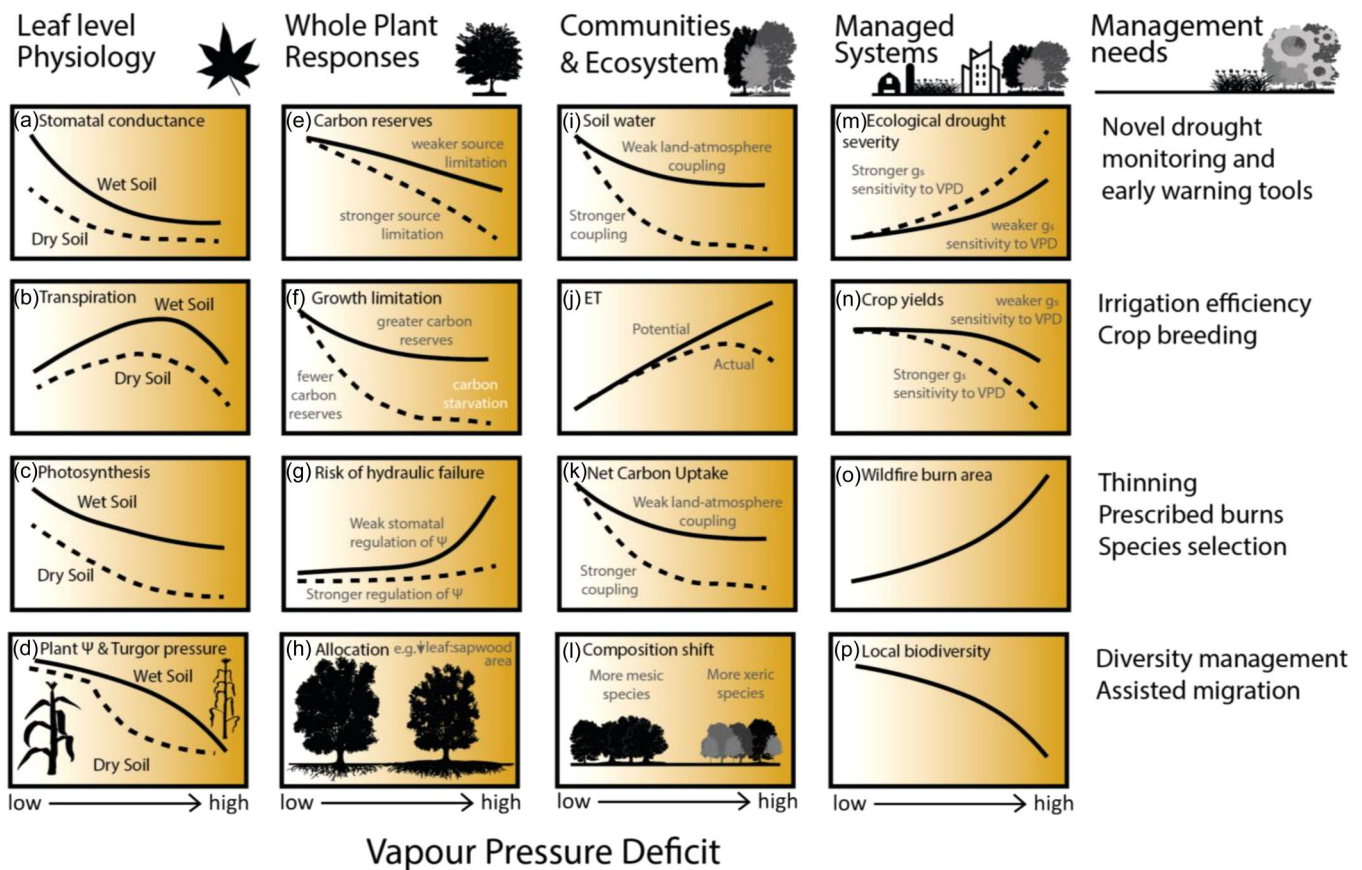 Leaf level
Physiology
Whole Plant
Responses
Communities
& Ecosystem
Managed
Systems
Management
needs
(a) Stomatal conductance
Wet Soil
Dry Soil
(e) Carbon reserves
weaker source
limitation
stronger source
limitation
(i) Soil water
Weak land-atmosphere
coupling
Stronger
coupling
(m) Ecological drought
severity
Stronger gs
sensitivity to VPD
weaker gs
sensitivity to VPD
Novel drought
monitoring and
early warning tools
(b) Transpiration
Wet Soil
Dry Soil
(f) Growth limitation
greater carbon
reserves
fewer
carbon
reserves
carbon
starvation
(j) ET
Potential
Actual
(n) Crop yields
weaker gs
sensitivity to VPD
Stronger gs
sensitivity to VPD
Irrigation efficiency
Crop breeding
(c) Photosynthesis
Wet Soil
Dry Soil
(g) Risk of hydraulic failure
Weak stomatal
regulation of Ψ
Stronger regulation of Ψ
(k) Net Carbon Uptake
Weak land-atmosphere
coupling
Stronger
coupling
(o) Wildfire burn area
Thinning
Prescribed burns
Species selection
(d) Plant Ψ & Turgor pressure
Wet Soil
Dry Soil
(h) Allocation e.g.↓leaf:sapwood
area
(l) Composition shift
More mesic
species
More xeric
species
(p) Local biodiversity
Diversity management
Assisted migration
low high
low high
low high
low high
Vapour Pressure Deficit